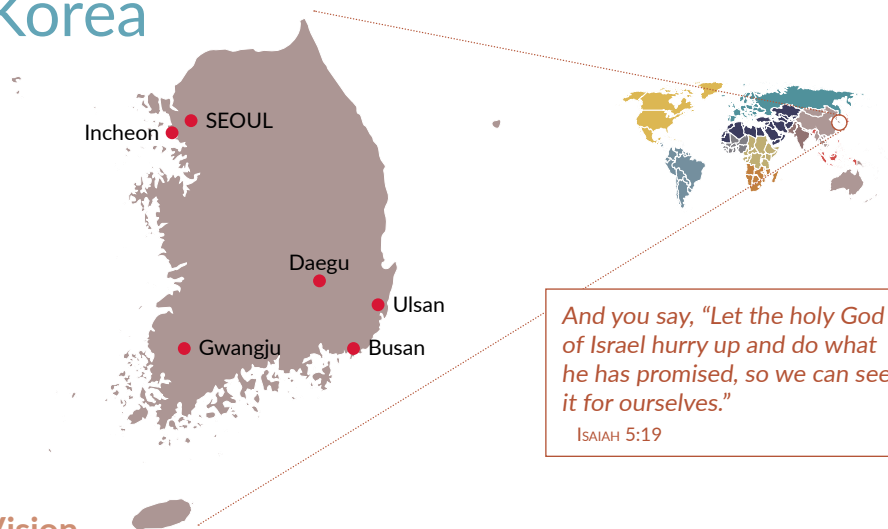 Korea
SEOUL
Incheon
Daegu
Ulsan
Gwangju
Busan
And you say, “Let the holy God
of Israel hurry up and do what
he has promised, so we can see
it for ourselves.”
Isaiah 5:19
Vision